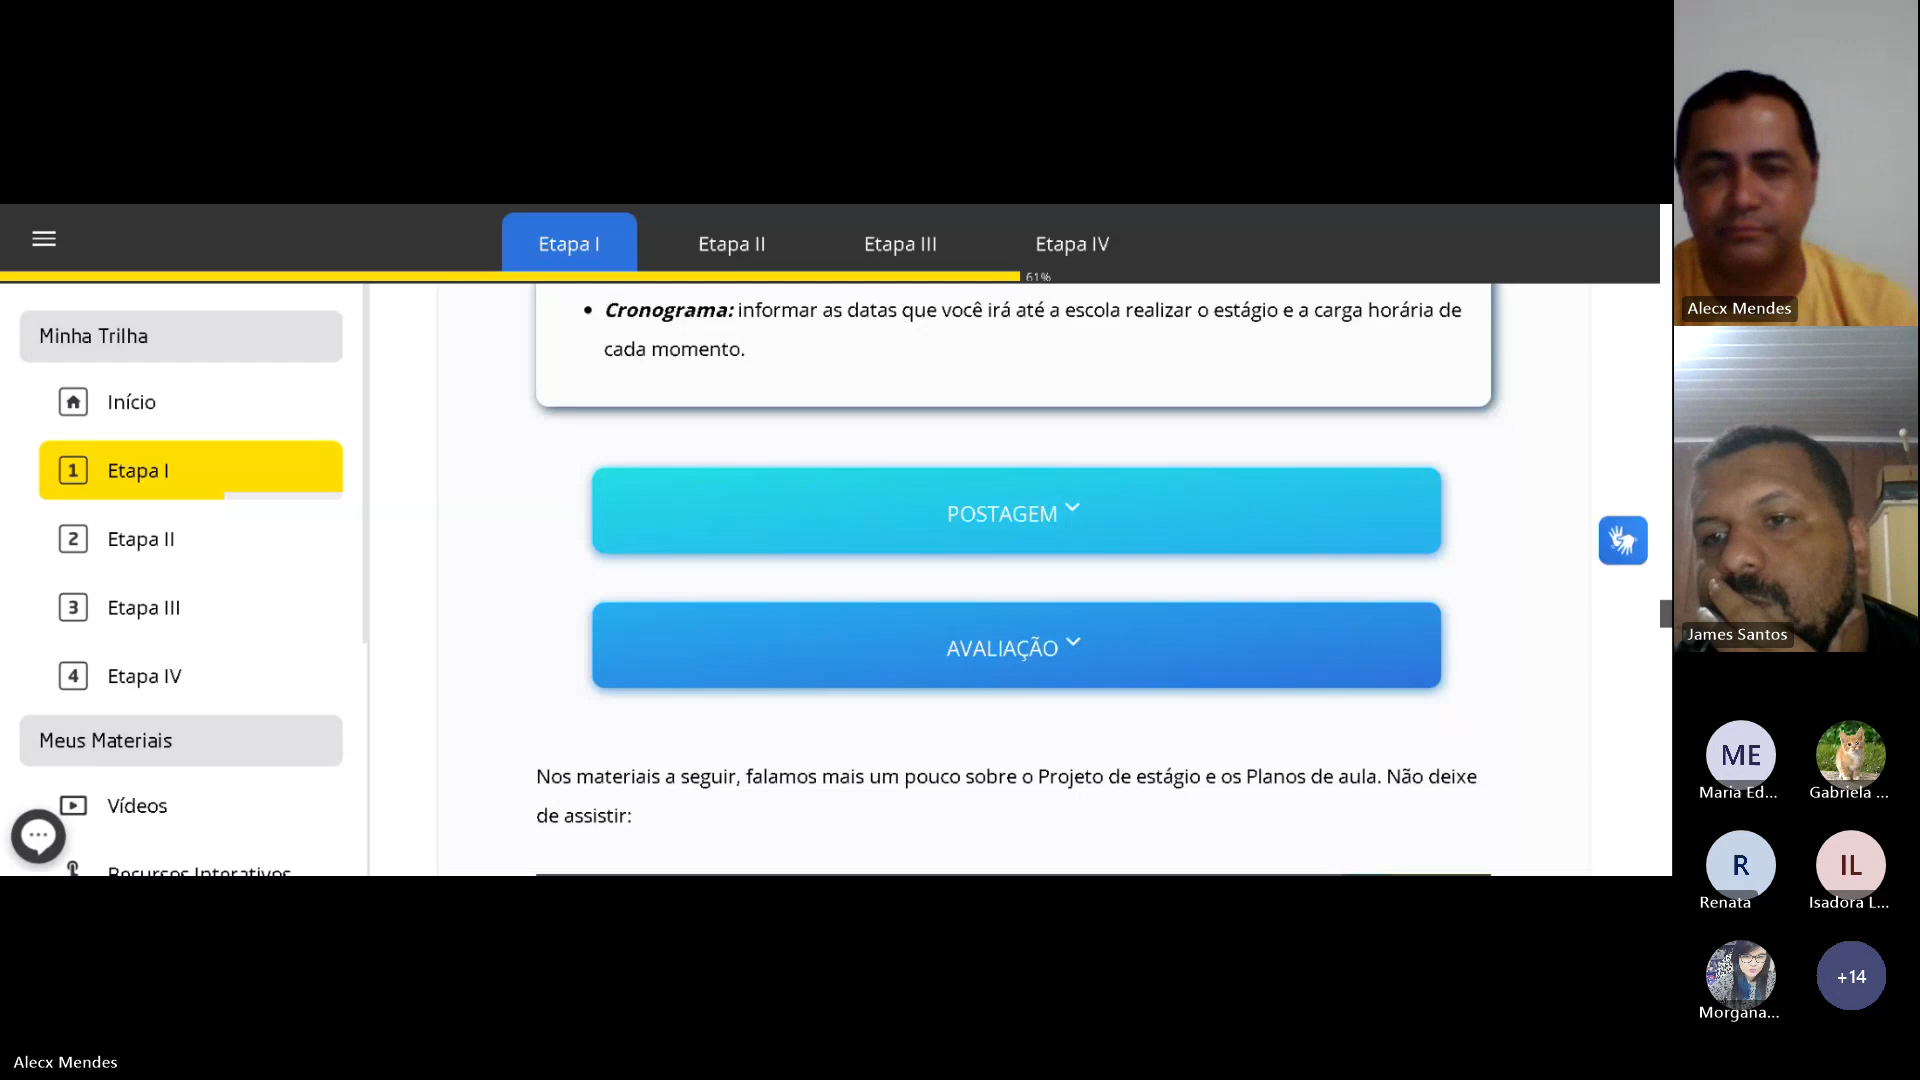 Etapa I
Etapa II
Etapa III
Etapa IV
61%
Minha Trilha
Início
1 Etapa I
2 Etapa II
3 Etapa III
4 Etapa IV
Meus Materiais
Vídeos
Recursos Interativos
• Cronograma: informar as datas que você irá até a escola realizar o estágio e a carga horária de
cada momento.
POSTAGEM
AVALIAÇÃO
Nos materiais a seguir, falamos mais um pouco sobre o Projeto de estágio e os Planos de aula. Não deixe
de assistir:
Alecx Mendes
James Santos
ME
Maria Ed...
Gabriela ...
R
Renata
IL
Isadora L...
Morgana...
+14
Alecx Mendes